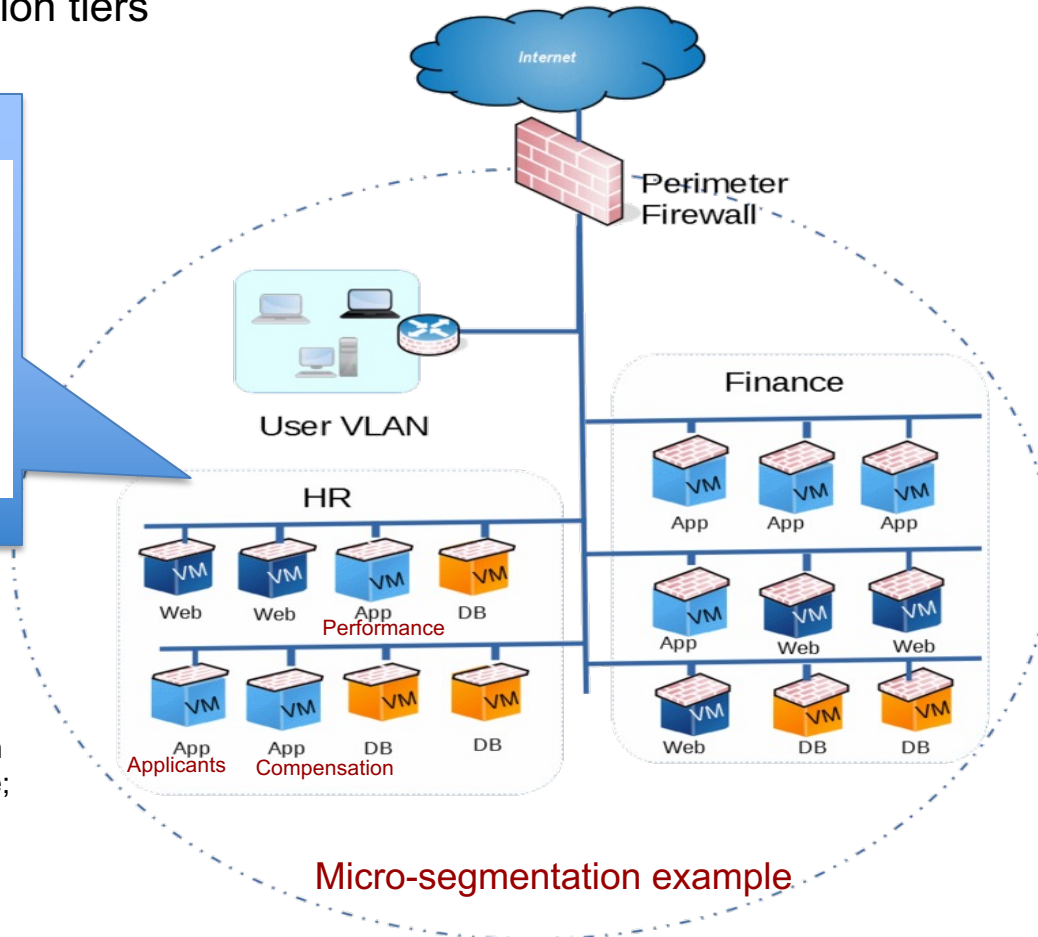 ion tiers
Internet
Perimeter
Firewall
User VLAN
Finance
VM
VM
VM
App
App
App
HR
VM
VM
VM
VM
Web
Web
App
DB
Performance
VM
VM
VM
App
Web
Web
VM
VM
VM
VM
App
App
DB
DB
Applicants
Compensation
VM
VM
VM
Web
DB
DB
;
Micro-segmentation example